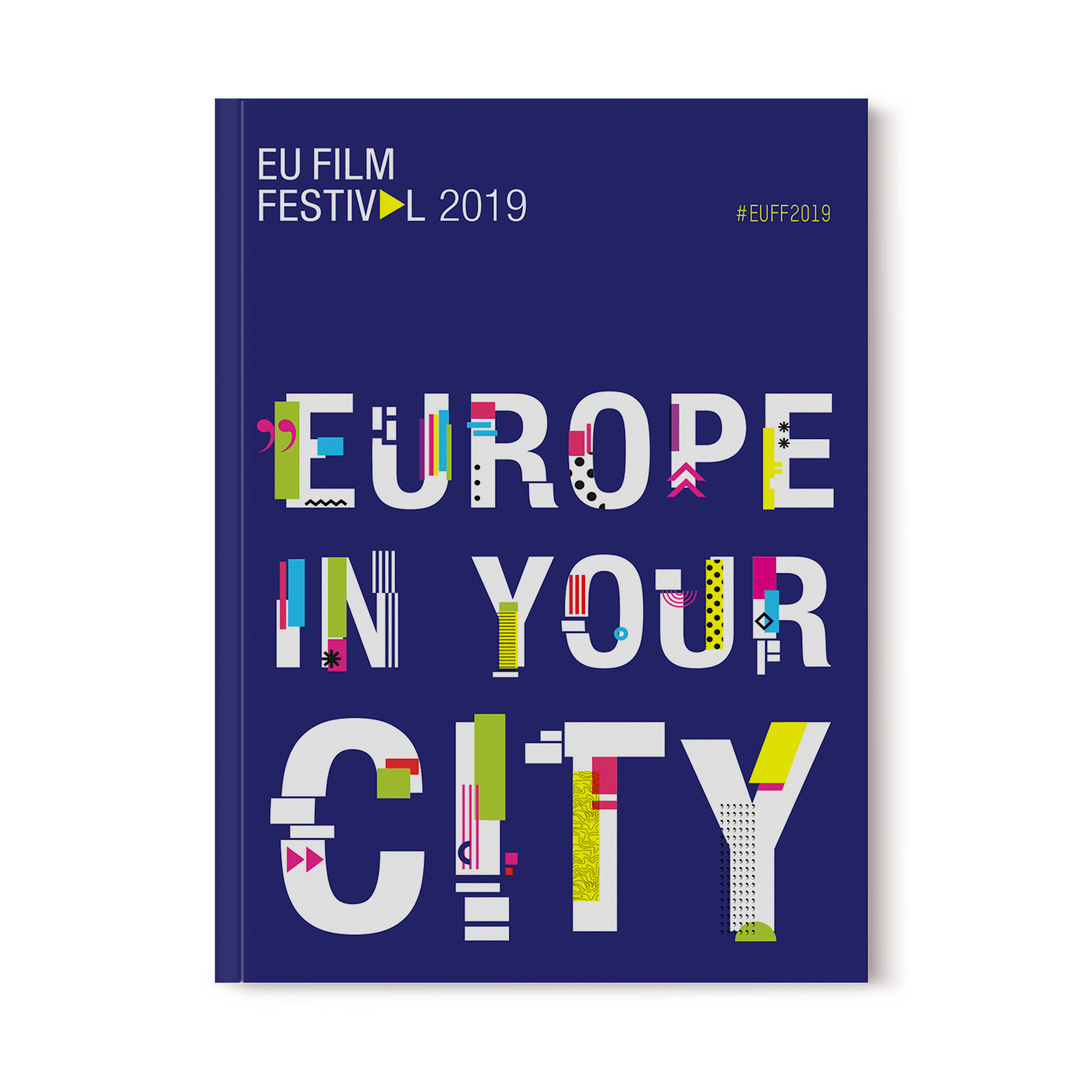 EU FILM
FESTIVAL 2019
#EUFF2019
EUROPE
IN YOUR
CITY